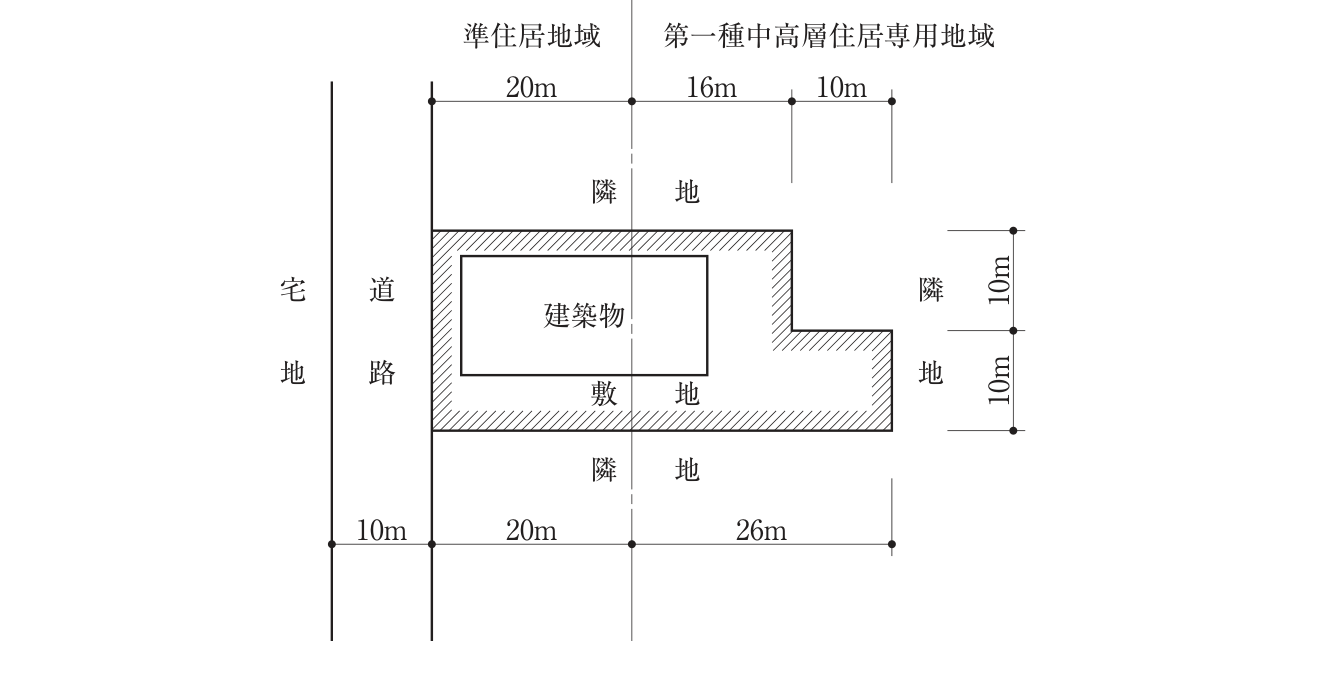 準住居地域 第一種中高層住居専用地域
20m 16m 10m
隣 地
宅 道 隣 10m
建築物
地 路 地 10m
敷 地
隣 地
10m 20m 26m